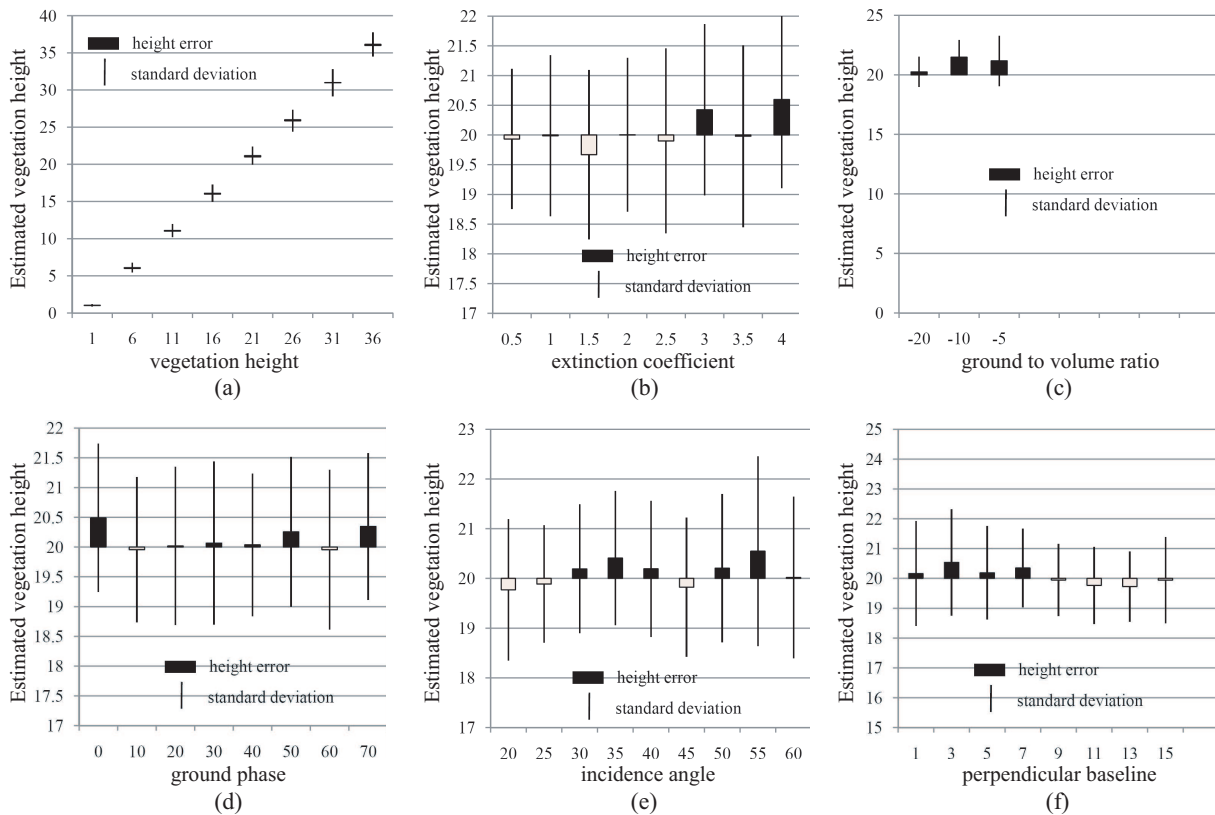 Estimated vegetation height
40
35
30
25
20
15
10
5
0
height error
standard deviation
1 6 11 16 21 26 31 36
vegetation height
(a)
Estimated vegetation height
22
21.5
21
20.5
20
19.5
19
18.5
18
17.5
17
height error
standard deviation
0.5 1 1.5 2 2.5 3 3.5 4
extinction coefficient
(b)
Estimated vegetation height
25
20
15
10
5
0
height error
standard deviation
-20 -10 -5
ground to volume ratio
(c)
Estimated vegetation height
22
21.5
21
20.5
20
19.5
19
18.5
18
17.5
17
height error
standard deviation
0 10 20 30 40 50 60 70
ground phase
(d)
Estimated vegetation height
23
22
21
20
19
18
17
height error
standard deviation
20 25 30 35 40 45 50 55 60
incidence angle
(e)
Estimated vegetation height
25
24
23
22
21
20
19
18
17
16
15
height error
standard deviation
1 3 5 7 9 11 13 15
perpendicular baseline
(f)